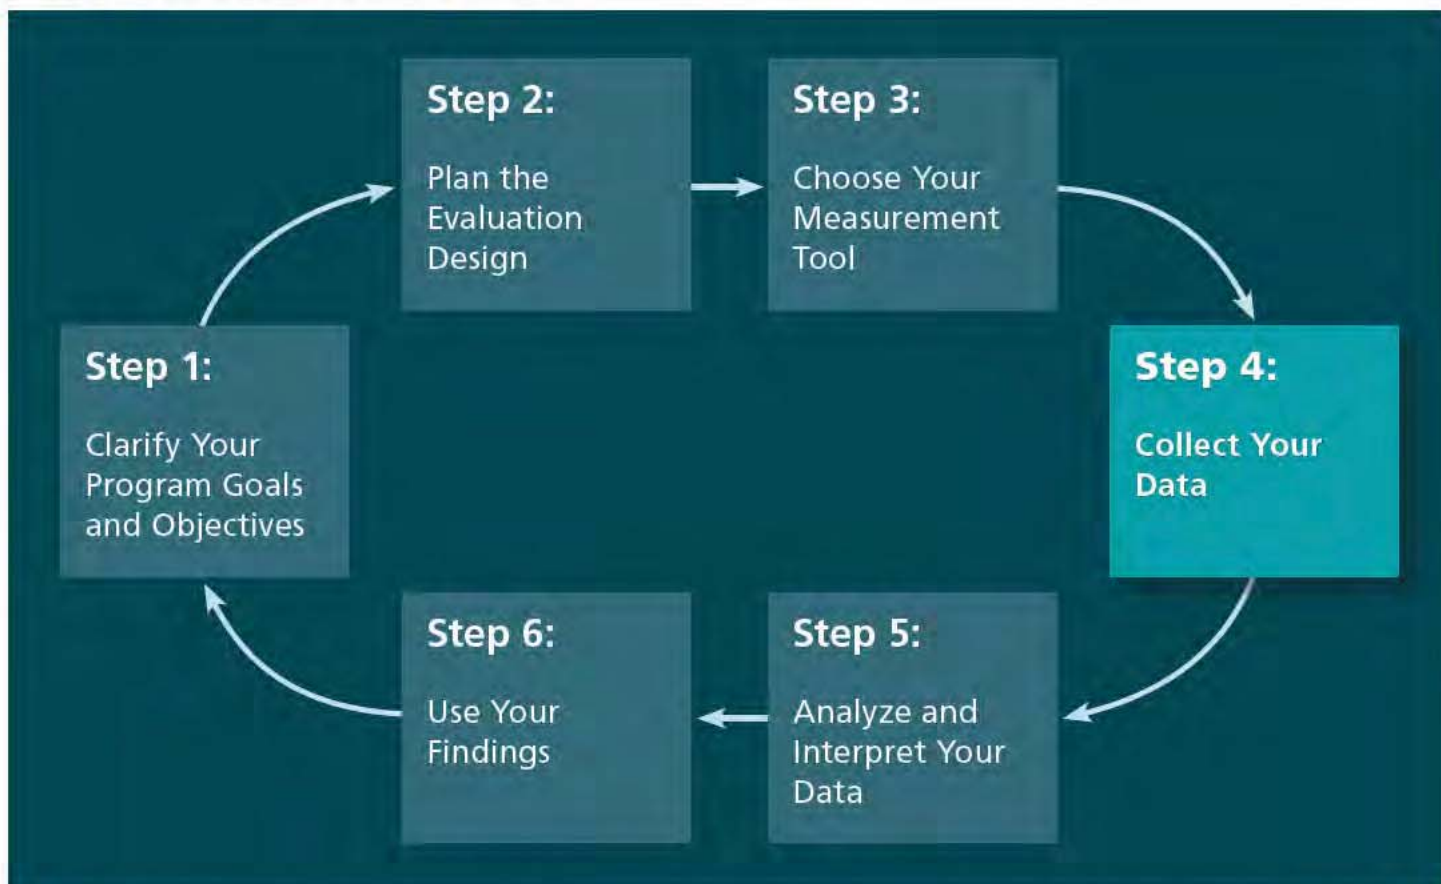 Step 1:
Clarify Your
Program Goals
and Objectives
Step 2:
Plan the
Evaluation
Design
Step 3:
Choose Your
Measurement
Tool
Step 4:
Collect Your
Data
Step 5:
Analyze and
Interpret Your
Data
Step 6:
Use Your
Findings